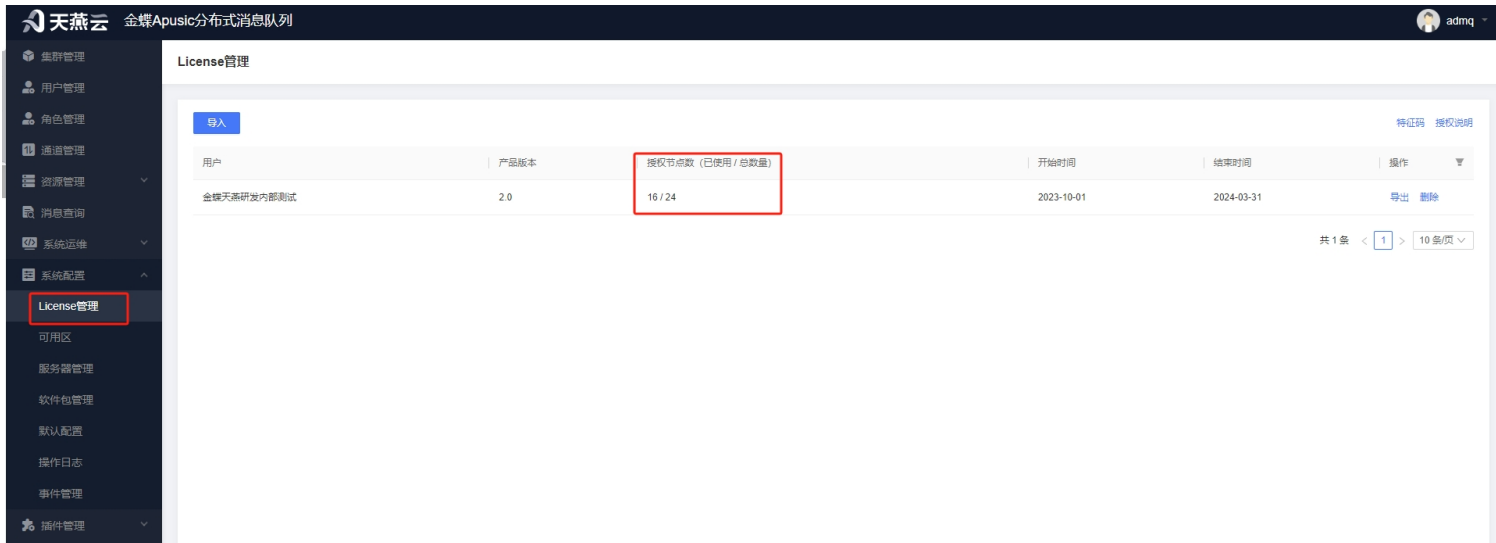 天燕云 金蝶Apusic分布式消息队列
admq
集群管理
用户管理
角色管理
通道管理
资源管理
消息查询
系统运维
系统配置
License管理
可用区
服务器管理
软件包管理
默认配置
操作日志
事件管理
插件管理
License管理
导入
特征码 授权说明
用户 产品版本 授权节点数（已使用 / 总数量） 开始时间 结束时间 操作
金蝶天燕研发内部测试 2.0 16 / 24 2023-10-01 2024-03-31 导出 删除
共 1 条 < 1 > 10 条/页